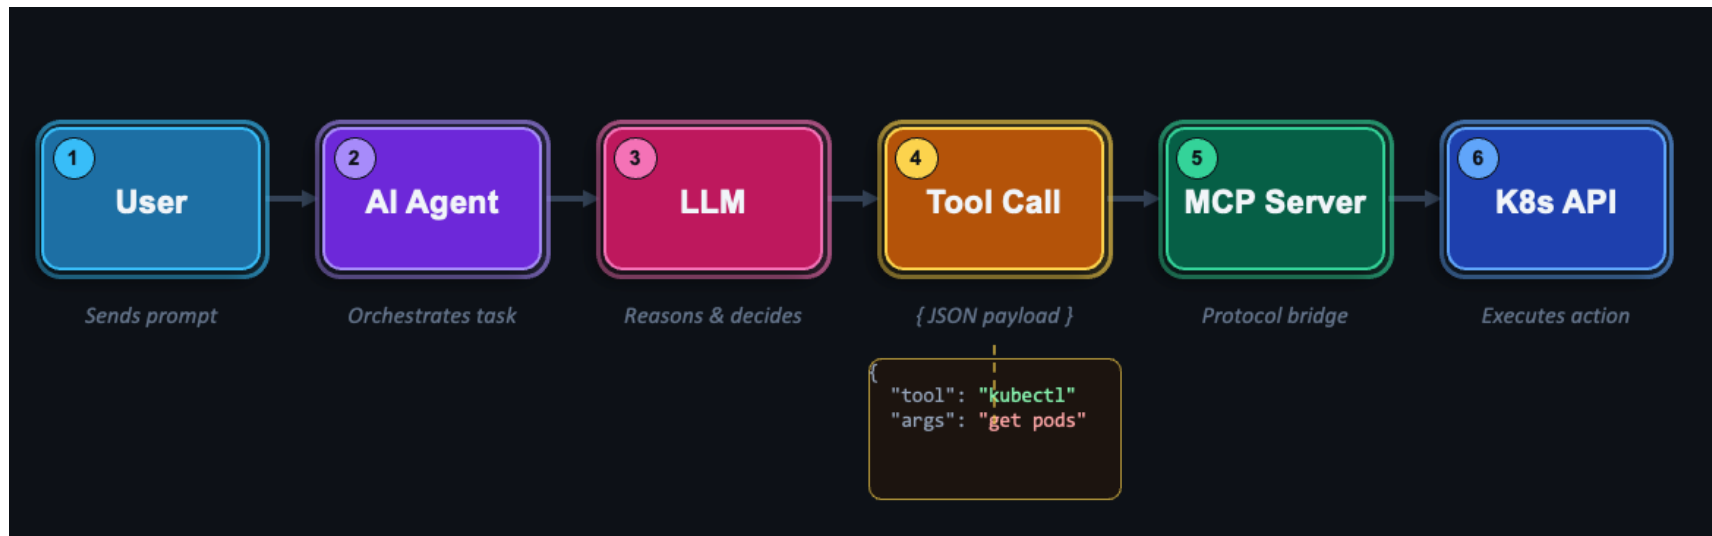 1
User
Sends prompt
2
AI Agent
Orchestrates task
3
LLM
Reasons & decides
4
Tool Call
{ JSON payload }
{
"tool": "kubectl"
"args": "get pods"
5
MCP Server
Protocol bridge
6
K8s API
Executes action